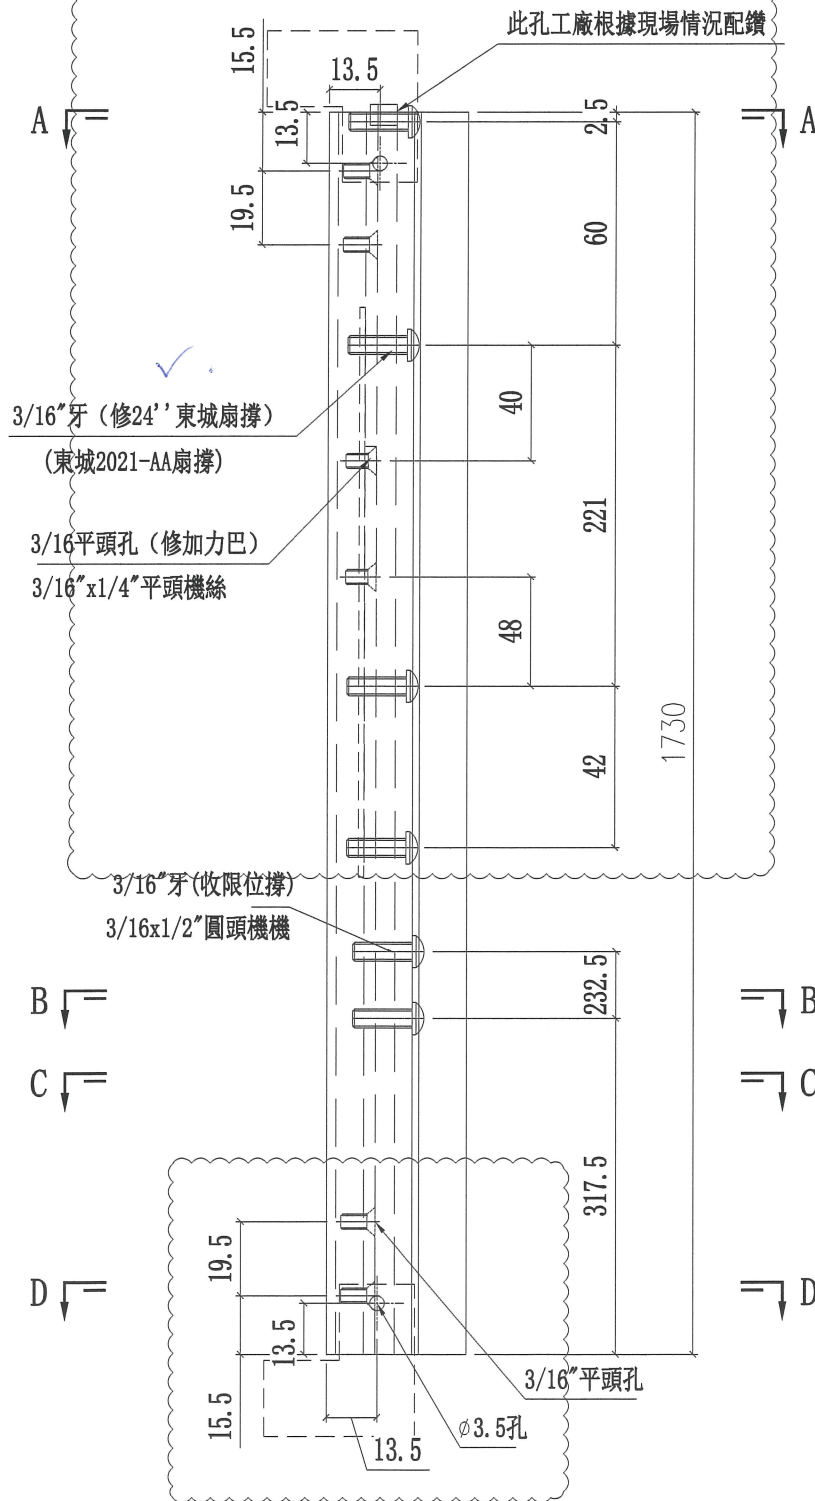 此孔工廠根據現場情況配鑽
15.5
13.5
A
13.5
2.5
A
19.5
60
3/16"牙（修24''東城扇撐）
(東城2021-AA扇撐)
40
3/16平頭孔（修加力巴）
3/16"x1/4"平頭機絲
221
48
1730
42
3/16"牙(收限位撐)
3/16x1/2"圓頭機機
B
232.5
B
C
C
317.5
19.5
D
D
13.5
15.5
3/16"平頭孔
ø3.5孔
13.5